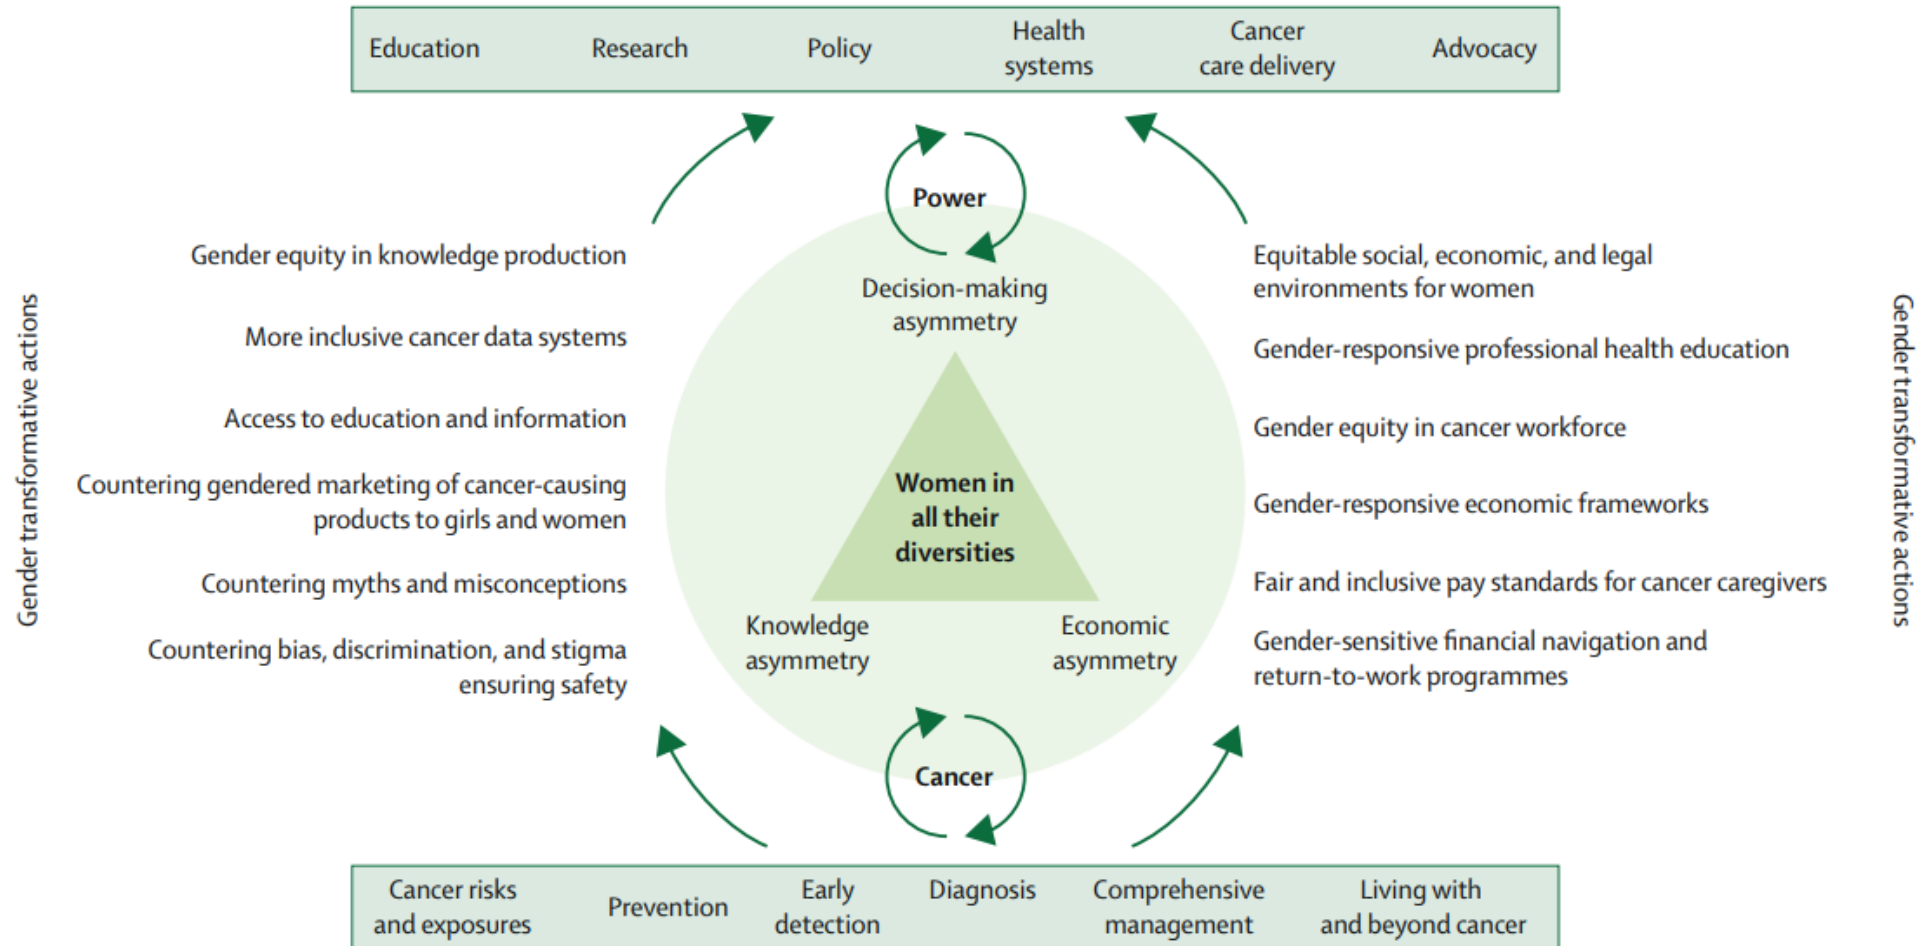 Education
Research
Policy
Health
systems
Cancer
care delivery
Advocacy
Power
Decision-making
asymmetry
Women in
all their
diversities
Knowledge
asymmetry
Economic
asymmetry
Cancer
Gender transformative actions
Gender equity in knowledge production
More inclusive cancer data systems
Access to education and information
Countering gendered marketing of cancer-causing
products to girls and women
Countering myths and misconceptions
Countering bias, discrimination, and stigma
ensuring safety
Equitable social, economic, and legal
environments for women
Gender-responsive professional health education
Gender equity in cancer workforce
Gender-responsive economic frameworks
Fair and inclusive pay standards for cancer caregivers
Gender-sensitive financial navigation and
return-to-work programmes
Gender transformative actions
Cancer risks
and exposures
Prevention
Early
detection
Diagnosis
Comprehensive
management
Living with
and beyond cancer